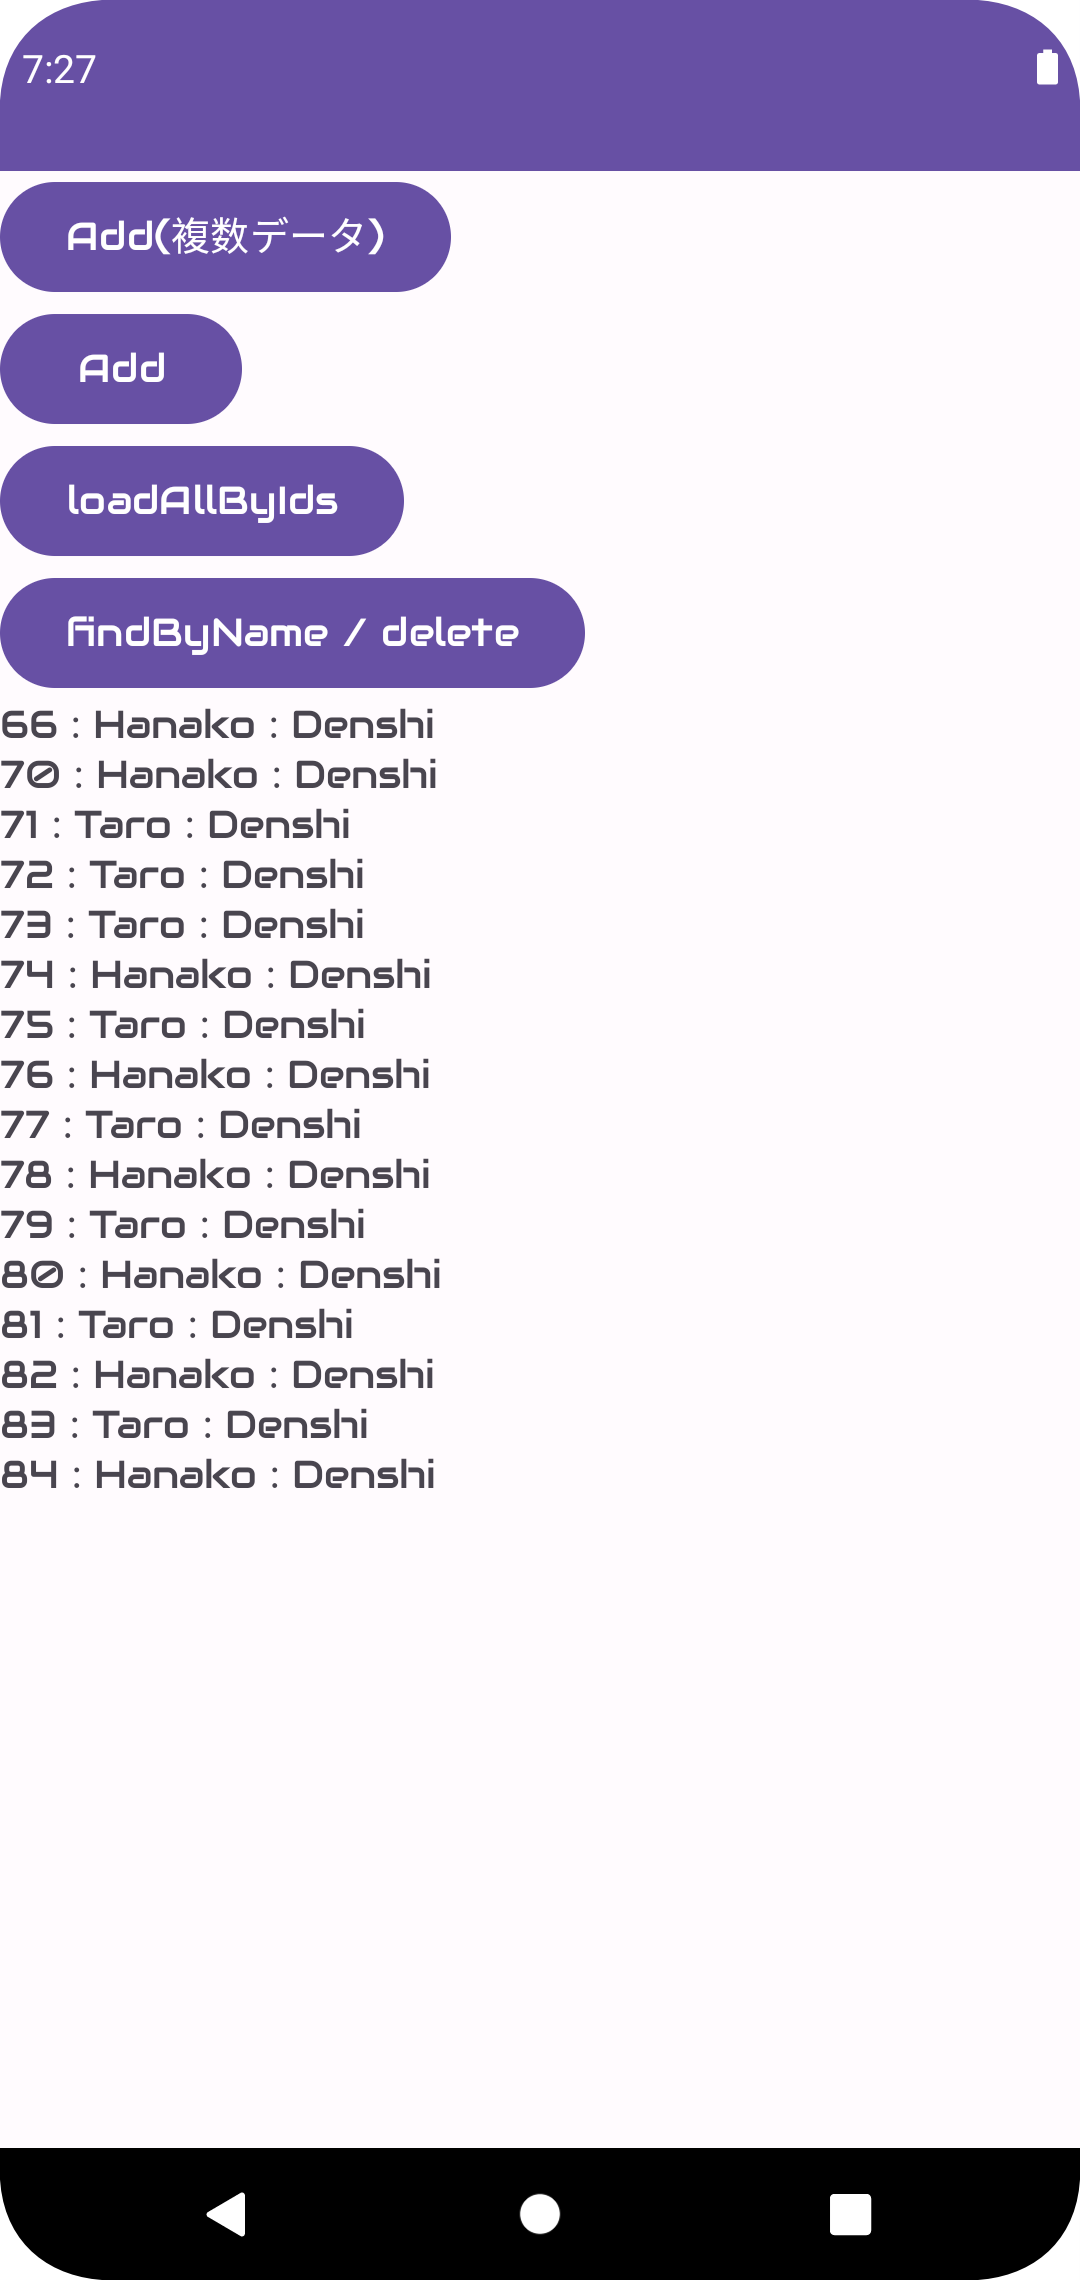 7:27
Add(複数データ)
Add
loadAllByIds
findByName / delete
66 : Hanako : Denshi
70 : Hanako : Denshi
71 : Taro : Denshi
72 : Taro : Denshi
73 : Taro : Denshi
74 : Hanako : Denshi
75 : Taro : Denshi
76 : Hanako : Denshi
77 : Taro : Denshi
78 : Hanako : Denshi
79 : Taro : Denshi
80 : Hanako : Denshi
81 : Taro : Denshi
82 : Hanako : Denshi
83 : Taro : Denshi
84 : Hanako : Denshi